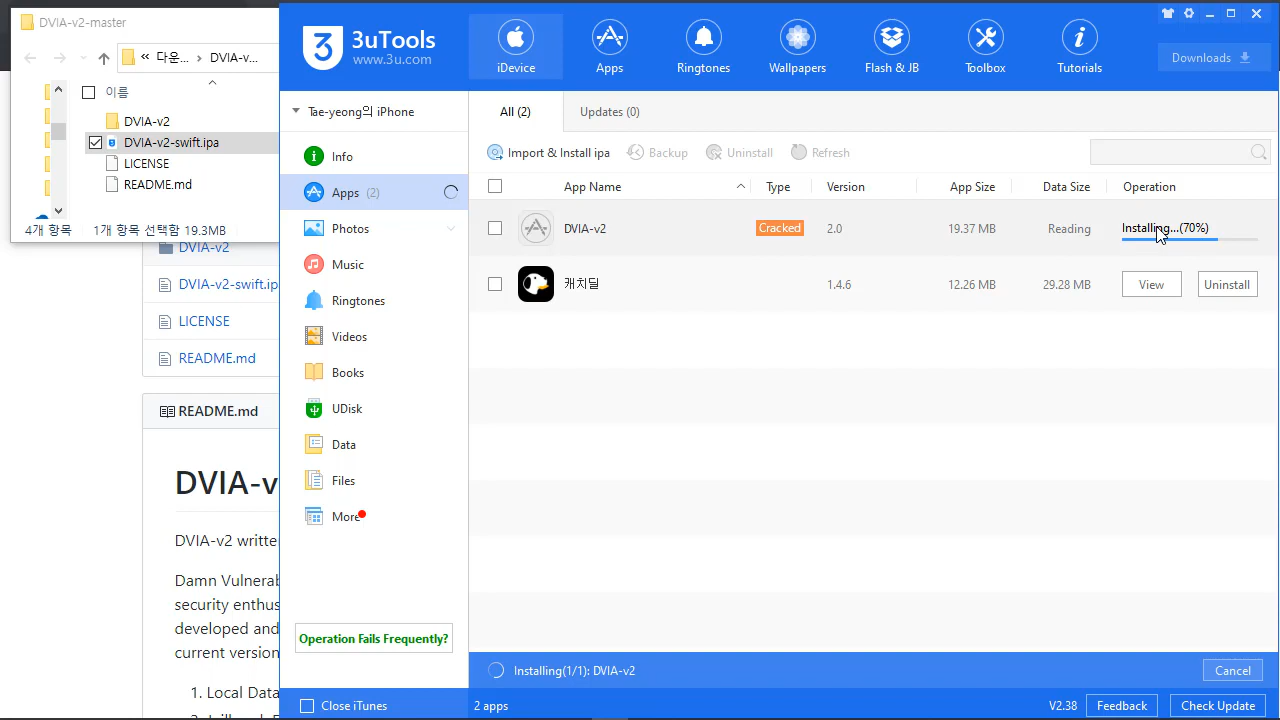 DVIA-v2-master
« 다운... › DVIA-v...
이름
DVIA-v2
DVIA-v2-swift.ipa
LICENSE
README.md
4개 항목 1개 항목 선택함 19.3MB
DVIA-v2
DVIA-v2-swift.ip
LICENSE
README.md
README.md
DVIA-v
DVIA-v2 writte
Damn Vulnerab
security enthus
developed and
current version
1. Local Data
3
3uTools
www.3u.com
iDevice
Apps
Ringtones
Wallpapers
Flash & JB
Toolbox
Tutorials
Downloads
Tae-yeong의 iPhone
Info
Apps (2)
Photos
Music
Ringtones
Videos
Books
UDisk
Data
Files
More
Operation Fails Frequently?
All (2)
Updates (0)
Import & Install ipa
Backup
Uninstall
Refresh
App Name Type Version App Size Data Size Operation
DVIA-v2 Cracked 2.0 19.37 MB Reading Installing...(70%)
캐치딜 1.4.6 12.26 MB 29.28 MB View Uninstall
Installing(1/1): DVIA-v2
Cancel
Close iTunes
2 apps
V2.38
Feedback
Check Update